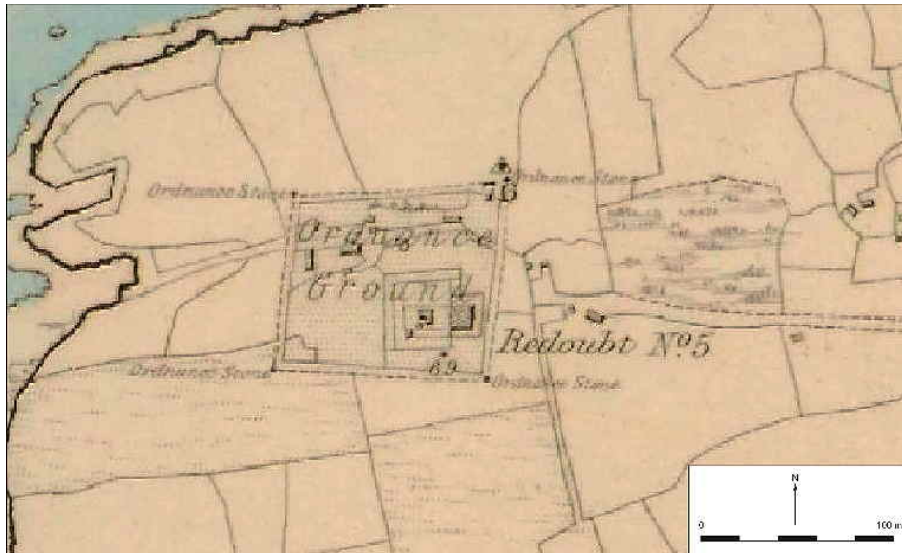 Ordnance Stone
Ordnance Stone
76
Ordnance
Ground
Redoubt Nº 5
69
Ordnance Stone
Ordnance Stone
N
0
100 m